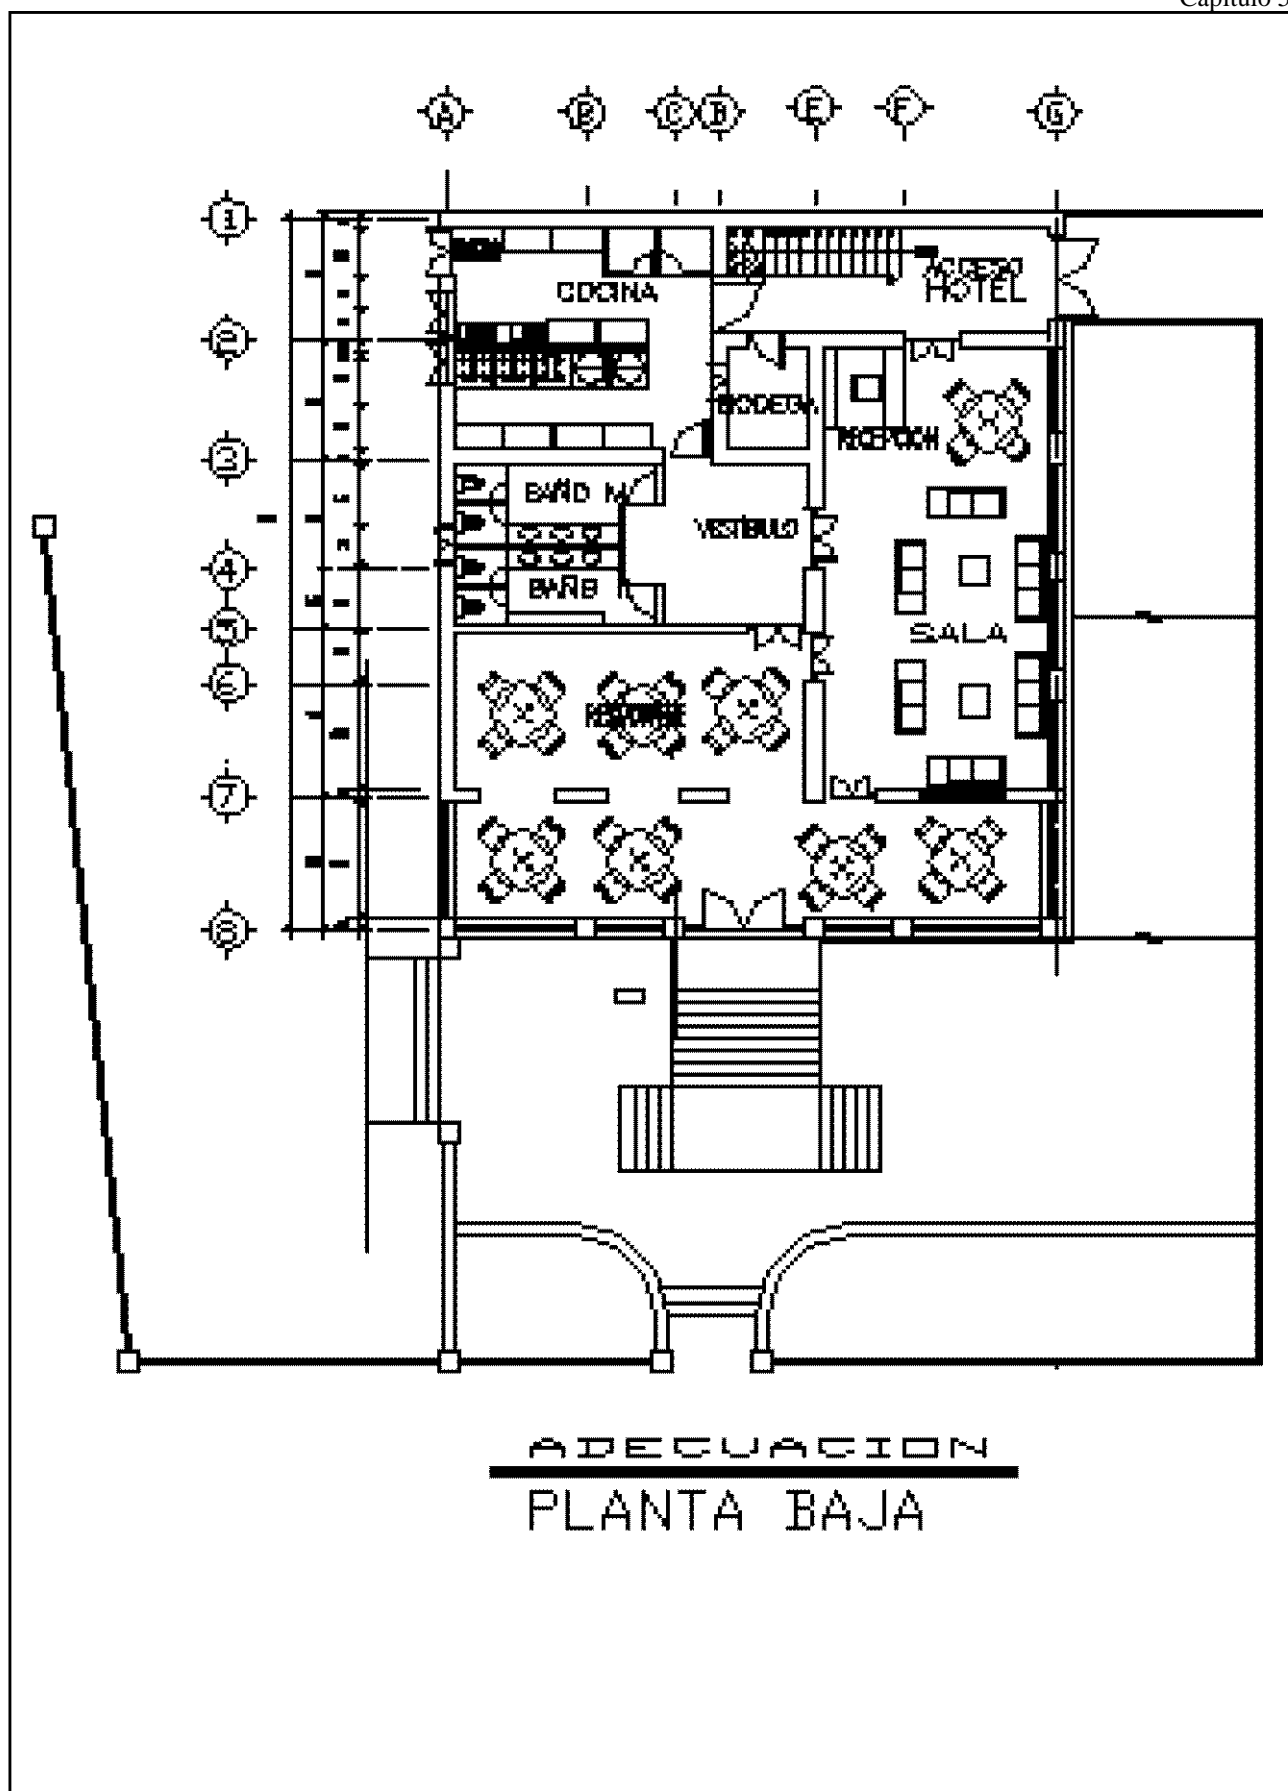 Capítulo 5
A B C B E F G
1
ACCESO
HOTEL
COCINA
2
BODEGA
RECEPCION
3
BAÑO M
VESTIBULO
4
BAÑO
5
SALA
6
7
8
ADECUACION
PLANTA BAJA